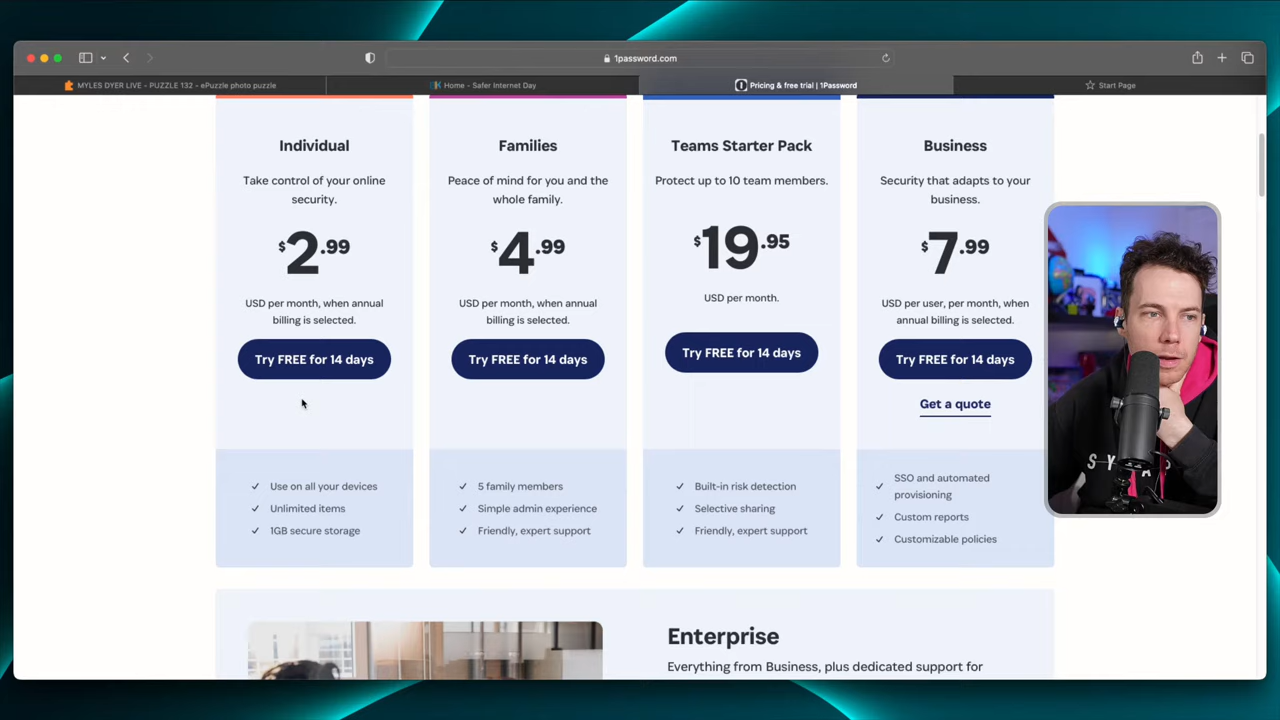 1password.com
MYLES DYER LIVE - PUZZLE 132 - ePuzzle photo puzzle
Home - Safer Internet Day
Pricing & free trial | 1Password
Start Page
Individual
Take control of your online
security.
$2.99
USD per month, when annual
billing is selected.
Try FREE for 14 days
Use on all your devices
Unlimited items
1GB secure storage
Families
Peace of mind for you and the
whole family.
$4.99
USD per month, when annual
billing is selected.
Try FREE for 14 days
5 family members
Simple admin experience
Friendly, expert support
Teams Starter Pack
Protect up to 10 team members.
$19.95
USD per month.
Try FREE for 14 days
Built-in risk detection
Selective sharing
Friendly, expert support
Business
Security that adapts to your
business.
$7.99
USD per user, per month, when
annual billing is selected.
Try FREE for 14 days
Get a quote
SSO and automated
provisioning
Custom reports
Customizable policies
Enterprise
Everything from Business, plus dedicated support for